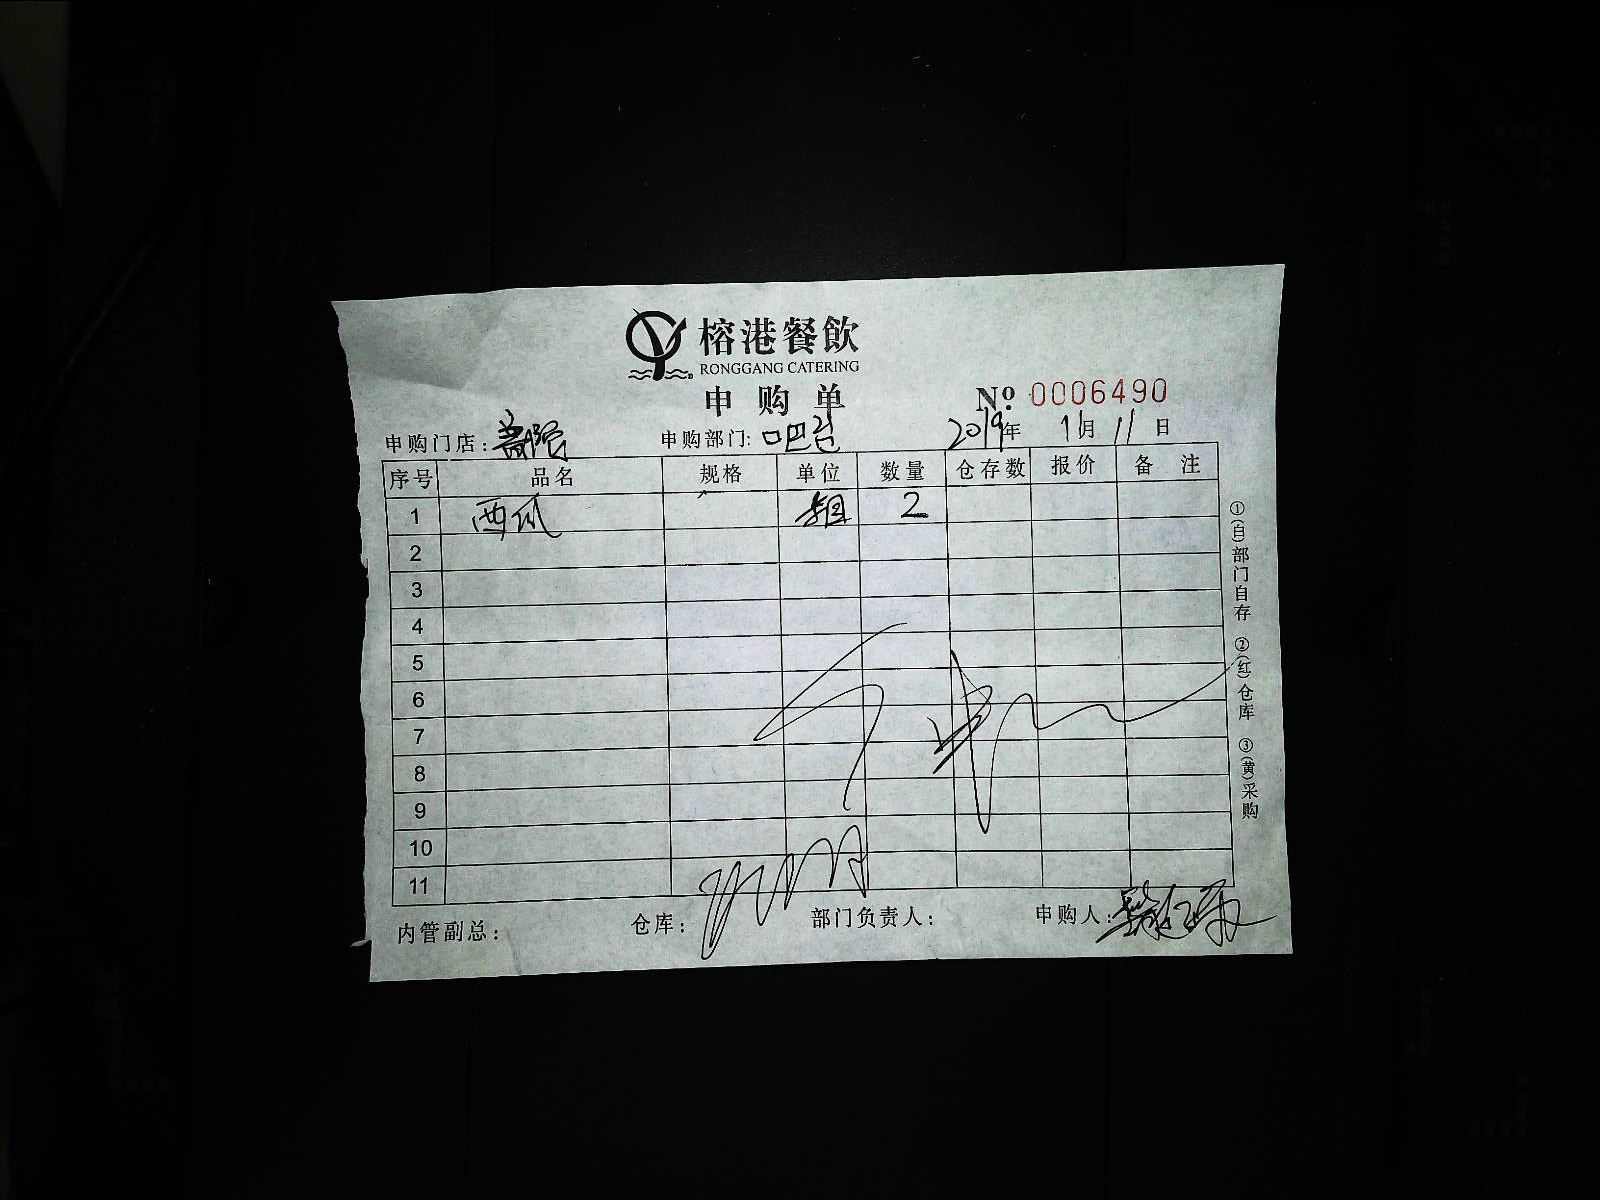 榕港餐飲
RONGGANG CATERING
申购单
No. 0006490
申购门店: 申购部门: 吧台 2019年 1月 11日
序号 品名 规格 单位 数量 仓存数 报价 备注
1 西瓜 2
2
3
4
5
6
7
8
9
10
11
内管副总: 仓库: 部门负责人: 申购人:
①(白)部门自存 ②(红)仓库 ③(黄)采购